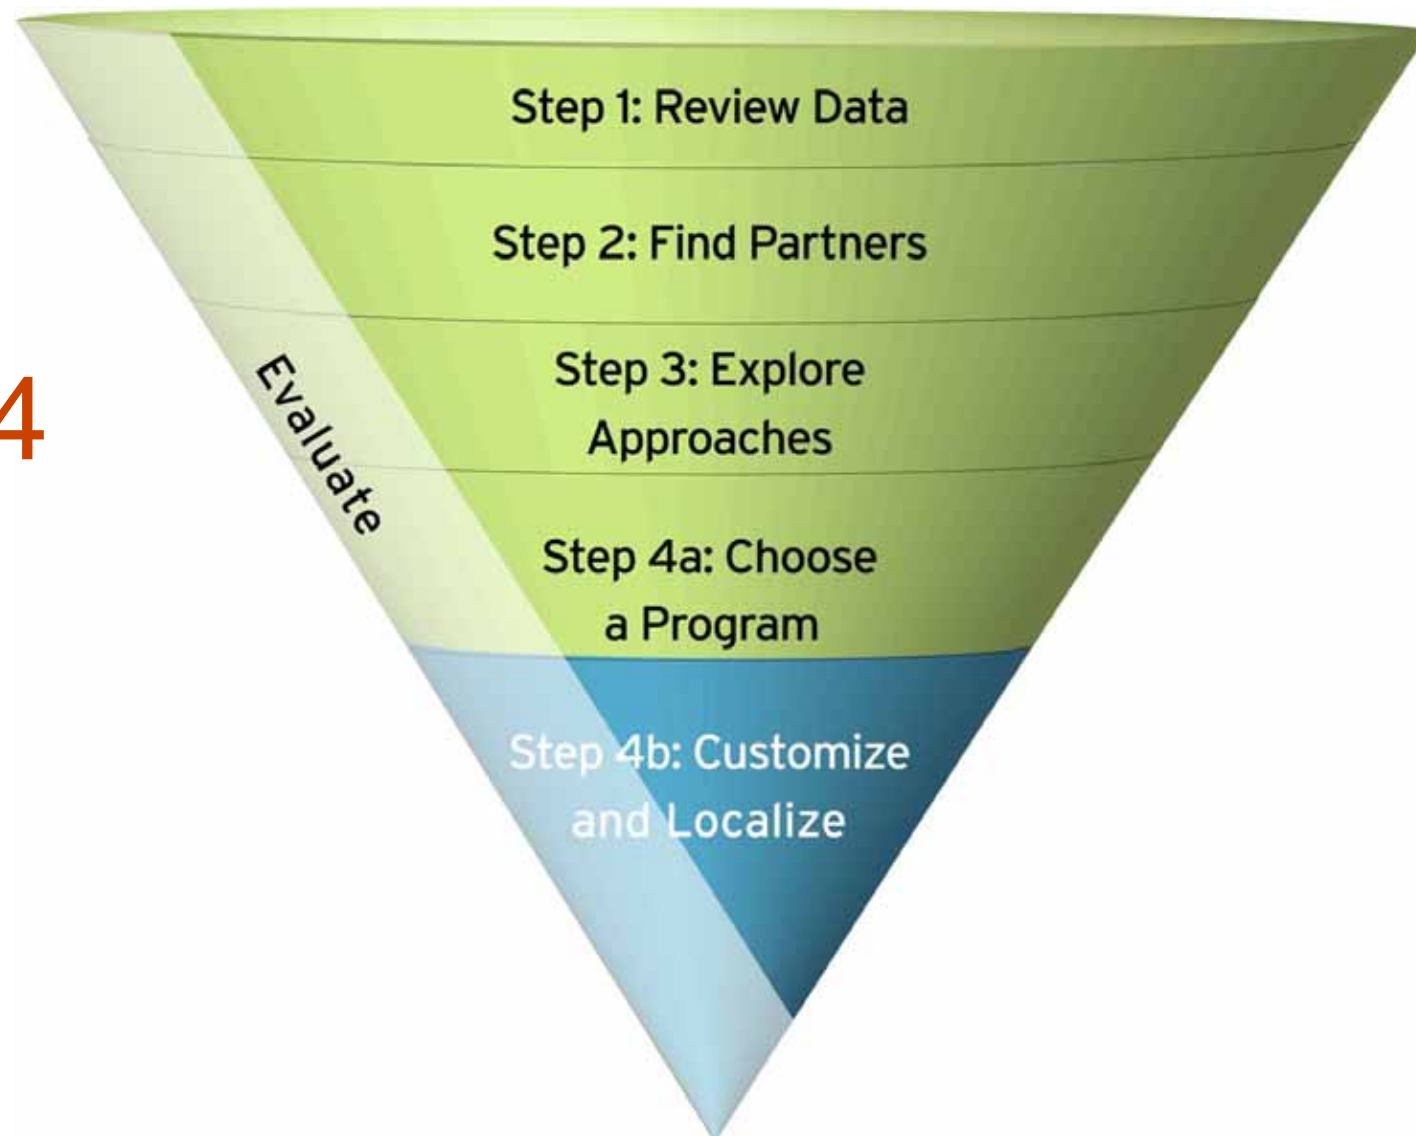 Step 1: Review Data
Step 2: Find Partners
Step 3: Explore
Approaches
4
Evaluate
Step 4a: Choose
a Program
Step 4b: Customize
and Localize